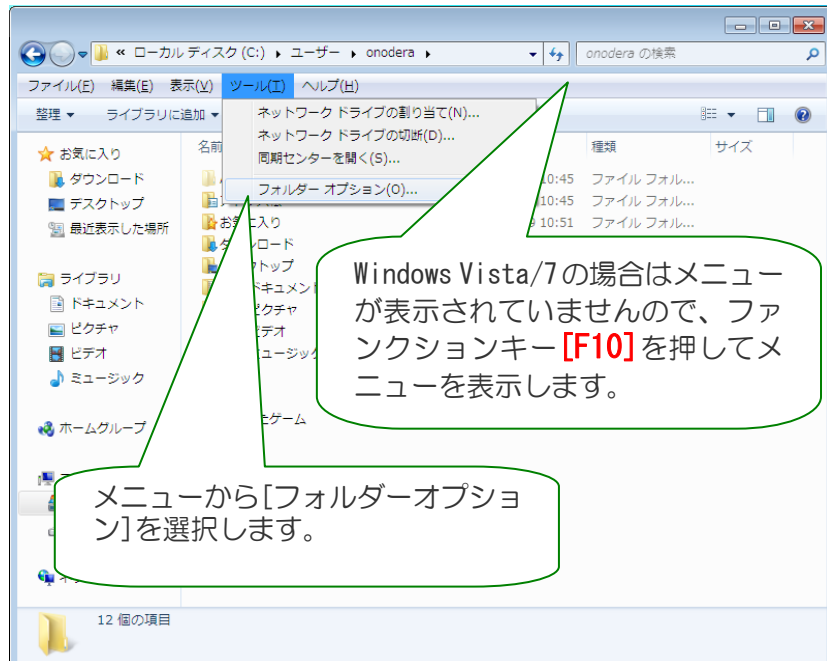 « ローカル ディスク (C:) ▸ ユーザー ▸ onodera ▸
onodera の検索
ファイル(F) 編集(E) 表示(V) ツール(T) ヘルプ(H)
整理 ▼ ライブラリに追加 ▼
ネットワーク ドライブの割り当て(N)...
ネットワーク ドライブの切断(D)...
同期センターを開く(S)...
フォルダー オプション(O)...
名前
種類
サイズ
10:45 ファイル フォル...
10:45 ファイル フォル...
10:51 ファイル フォル...
お気に入り
ダウンロード
デスクトップ
最近表示した場所
ライブラリ
ドキュメント
ピクチャ
ビデオ
ミュージック
ホームグループ
Windows Vista/7の場合はメニュー
が表示されていませんので、ファ
ンクションキー[F10]を押してメ
ニューを表示します。
メニューから[フォルダーオプショ
ン]を選択します。
12 個の項目